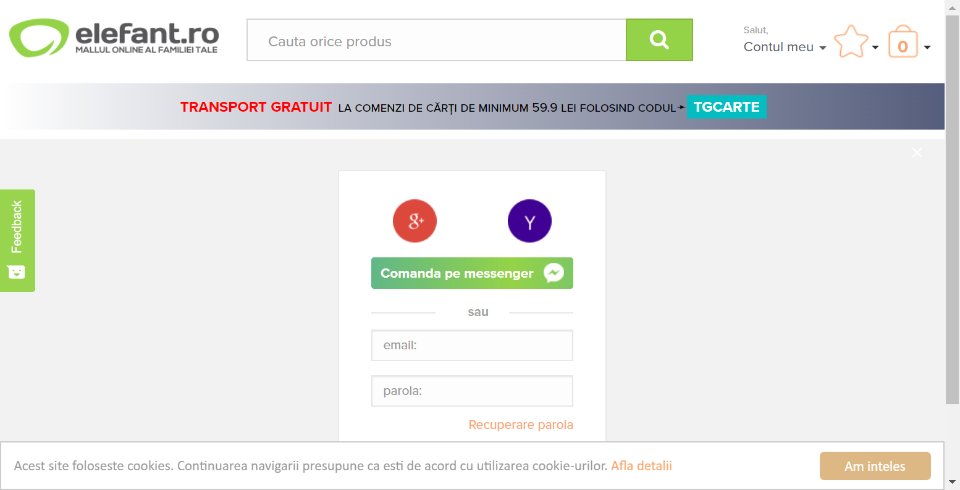 elefant.ro
MALLUL ONLINE AL FAMILIEI TALE
Cauta orice produs
Salut,
Contul meu
0
TRANSPORT GRATUIT LA COMENZI DE CĂRȚI DE MINIMUM 59.9 LEI FOLOSIND CODUL TGCARTE
Feedback
g+
Y
Comanda pe messenger
sau
email:
parola:
Recuperare parola
Acest site foloseste cookies. Continuarea navigarii presupune ca esti de acord cu utilizarea cookie-urilor. Afla detalii
Am inteles